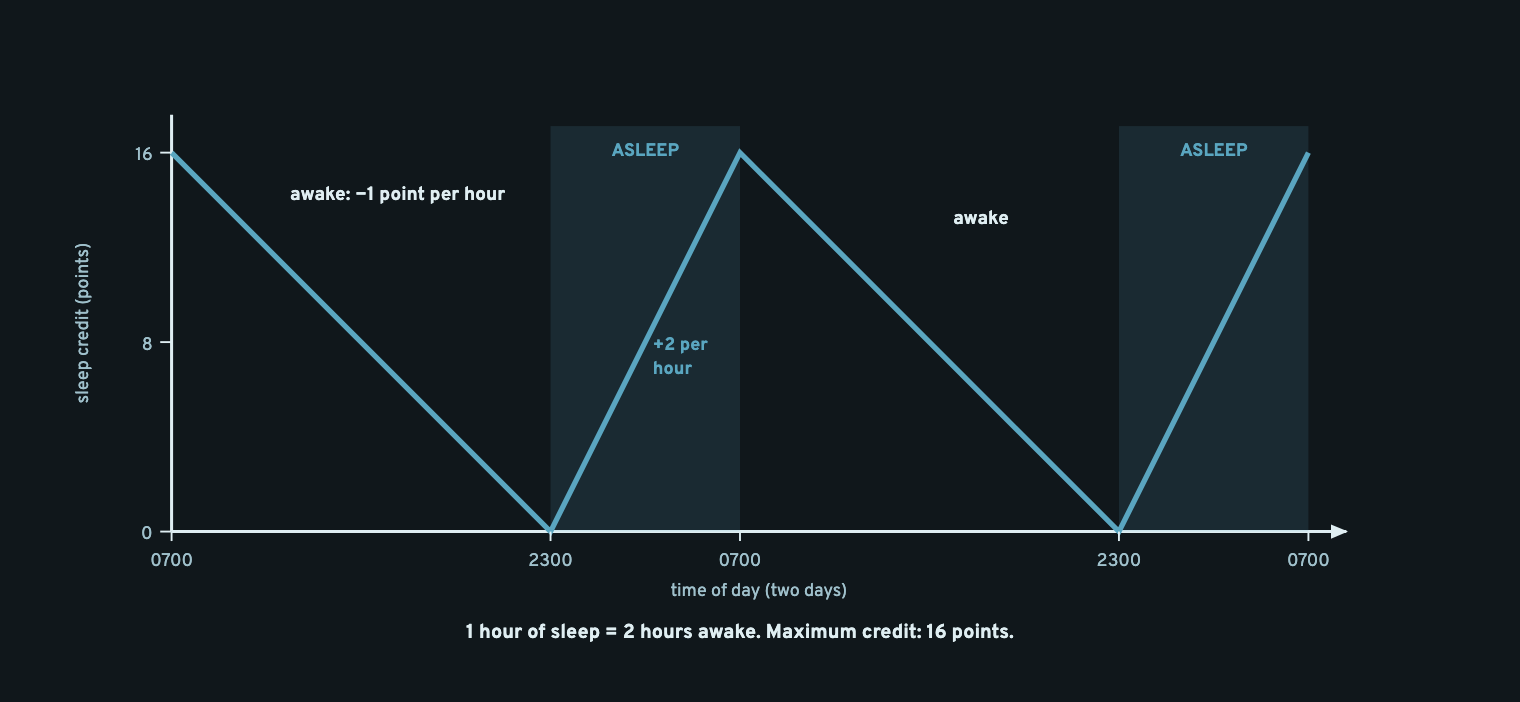 ASLEEP
ASLEEP
16
awake: −1 point per hour
awake
sleep credit (points)
8
+2 per
hour
0
0700
2300
0700
2300
0700
time of day (two days)
1 hour of sleep = 2 hours awake. Maximum credit: 16 points.